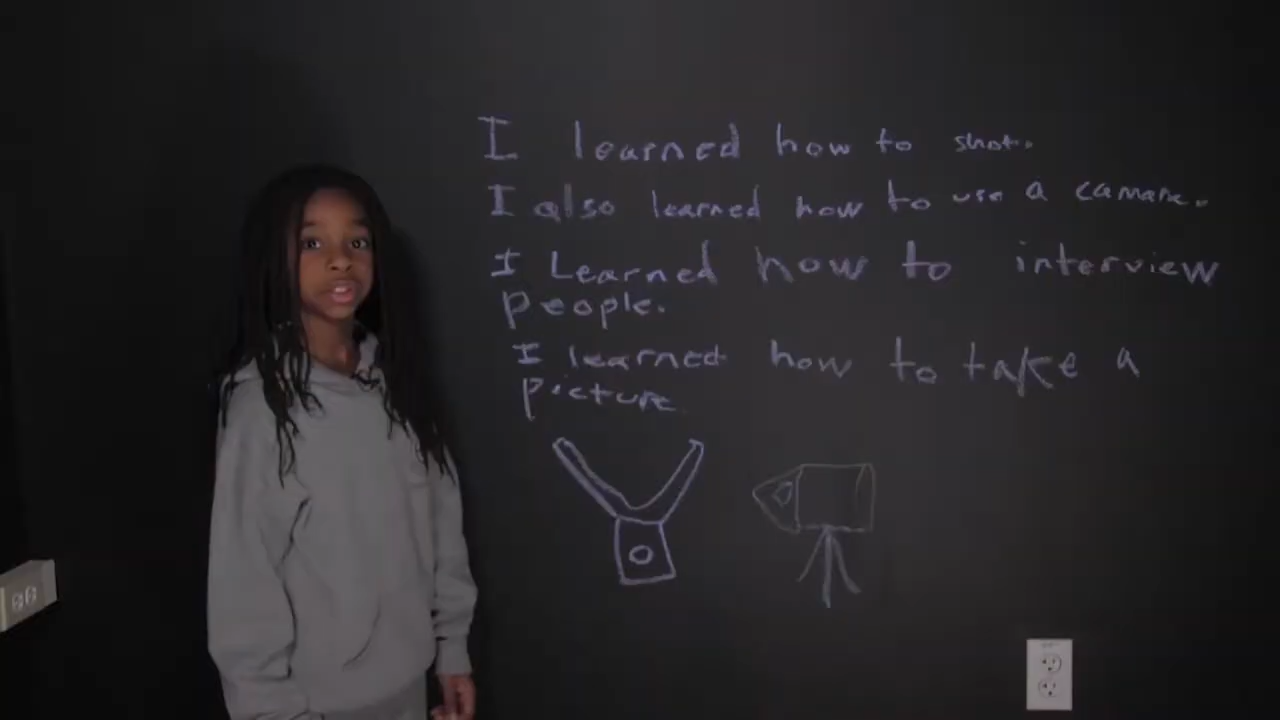 I learned how to shot.
I also learned how to use a camare.
I Learned how to interview
people.
I learned how to take a
picture